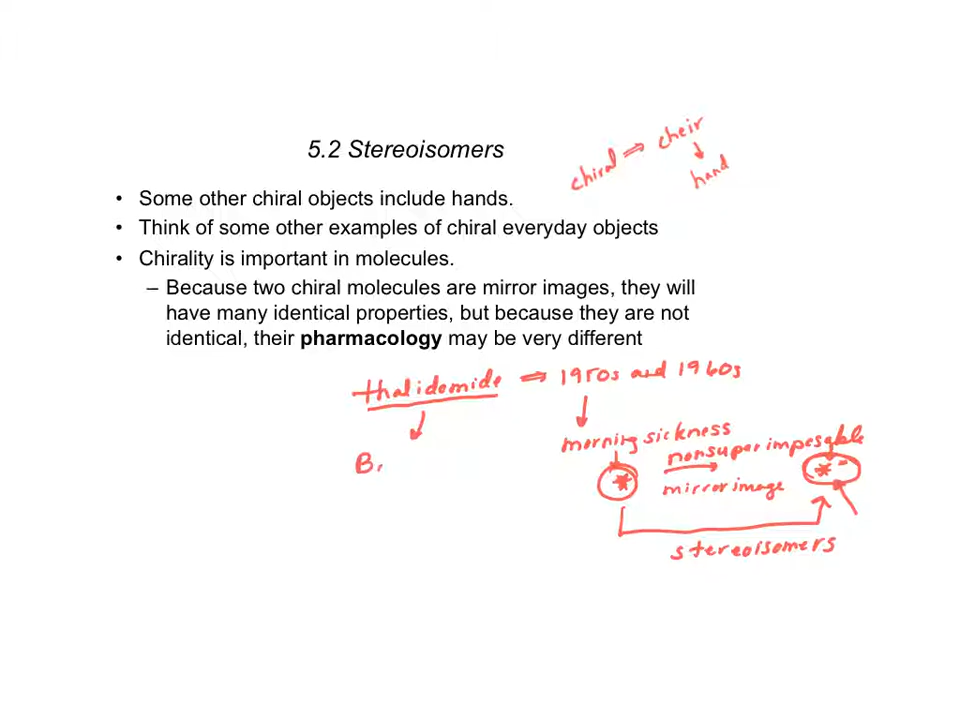 5.2 Stereoisomers
chiral ⇒ cheir
hand
• Some other chiral objects include hands.
• Think of some other examples of chiral everyday objects
• Chirality is important in molecules.
– Because two chiral molecules are mirror images, they will
have many identical properties, but because they are not
identical, their pharmacology may be very different
thalidomide ⇒ 1950s and 1960s
morning sickness
nonsuperimposable
B
* *
mirror image
stereoisomers